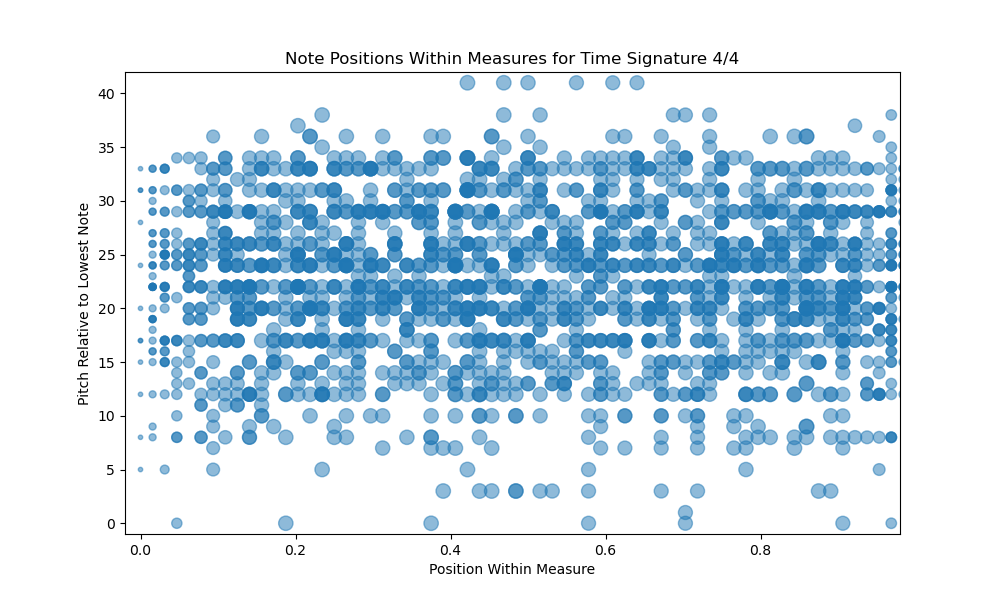 Note Positions Within Measures for Time Signature 4/4
40
35
30
25
20
15
10
5
0
Pitch Relative to Lowest Note
0.0 0.2 0.4 0.6 0.8
Position Within Measure